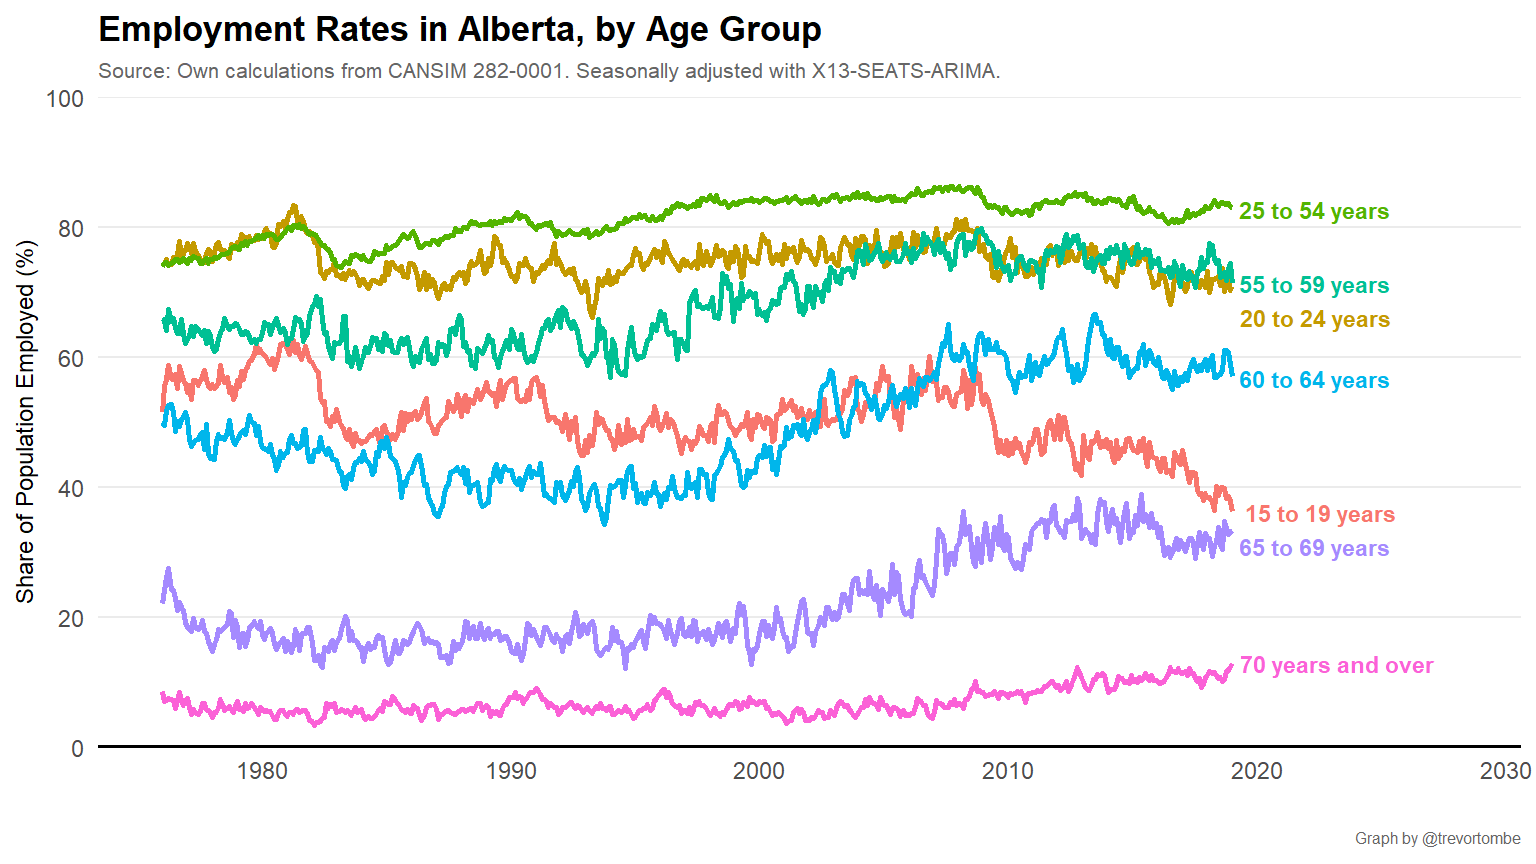 Employment Rates in Alberta, by Age Group
Source: Own calculations from CANSIM 282-0001. Seasonally adjusted with X13-SEATS-ARIMA.
Share of Population Employed (%)
100
80
60
40
20
0
25 to 54 years
55 to 59 years
20 to 24 years
60 to 64 years
15 to 19 years
65 to 69 years
70 years and over
1980
1990
2000
2010
2020
2030
Graph by @trevortombe